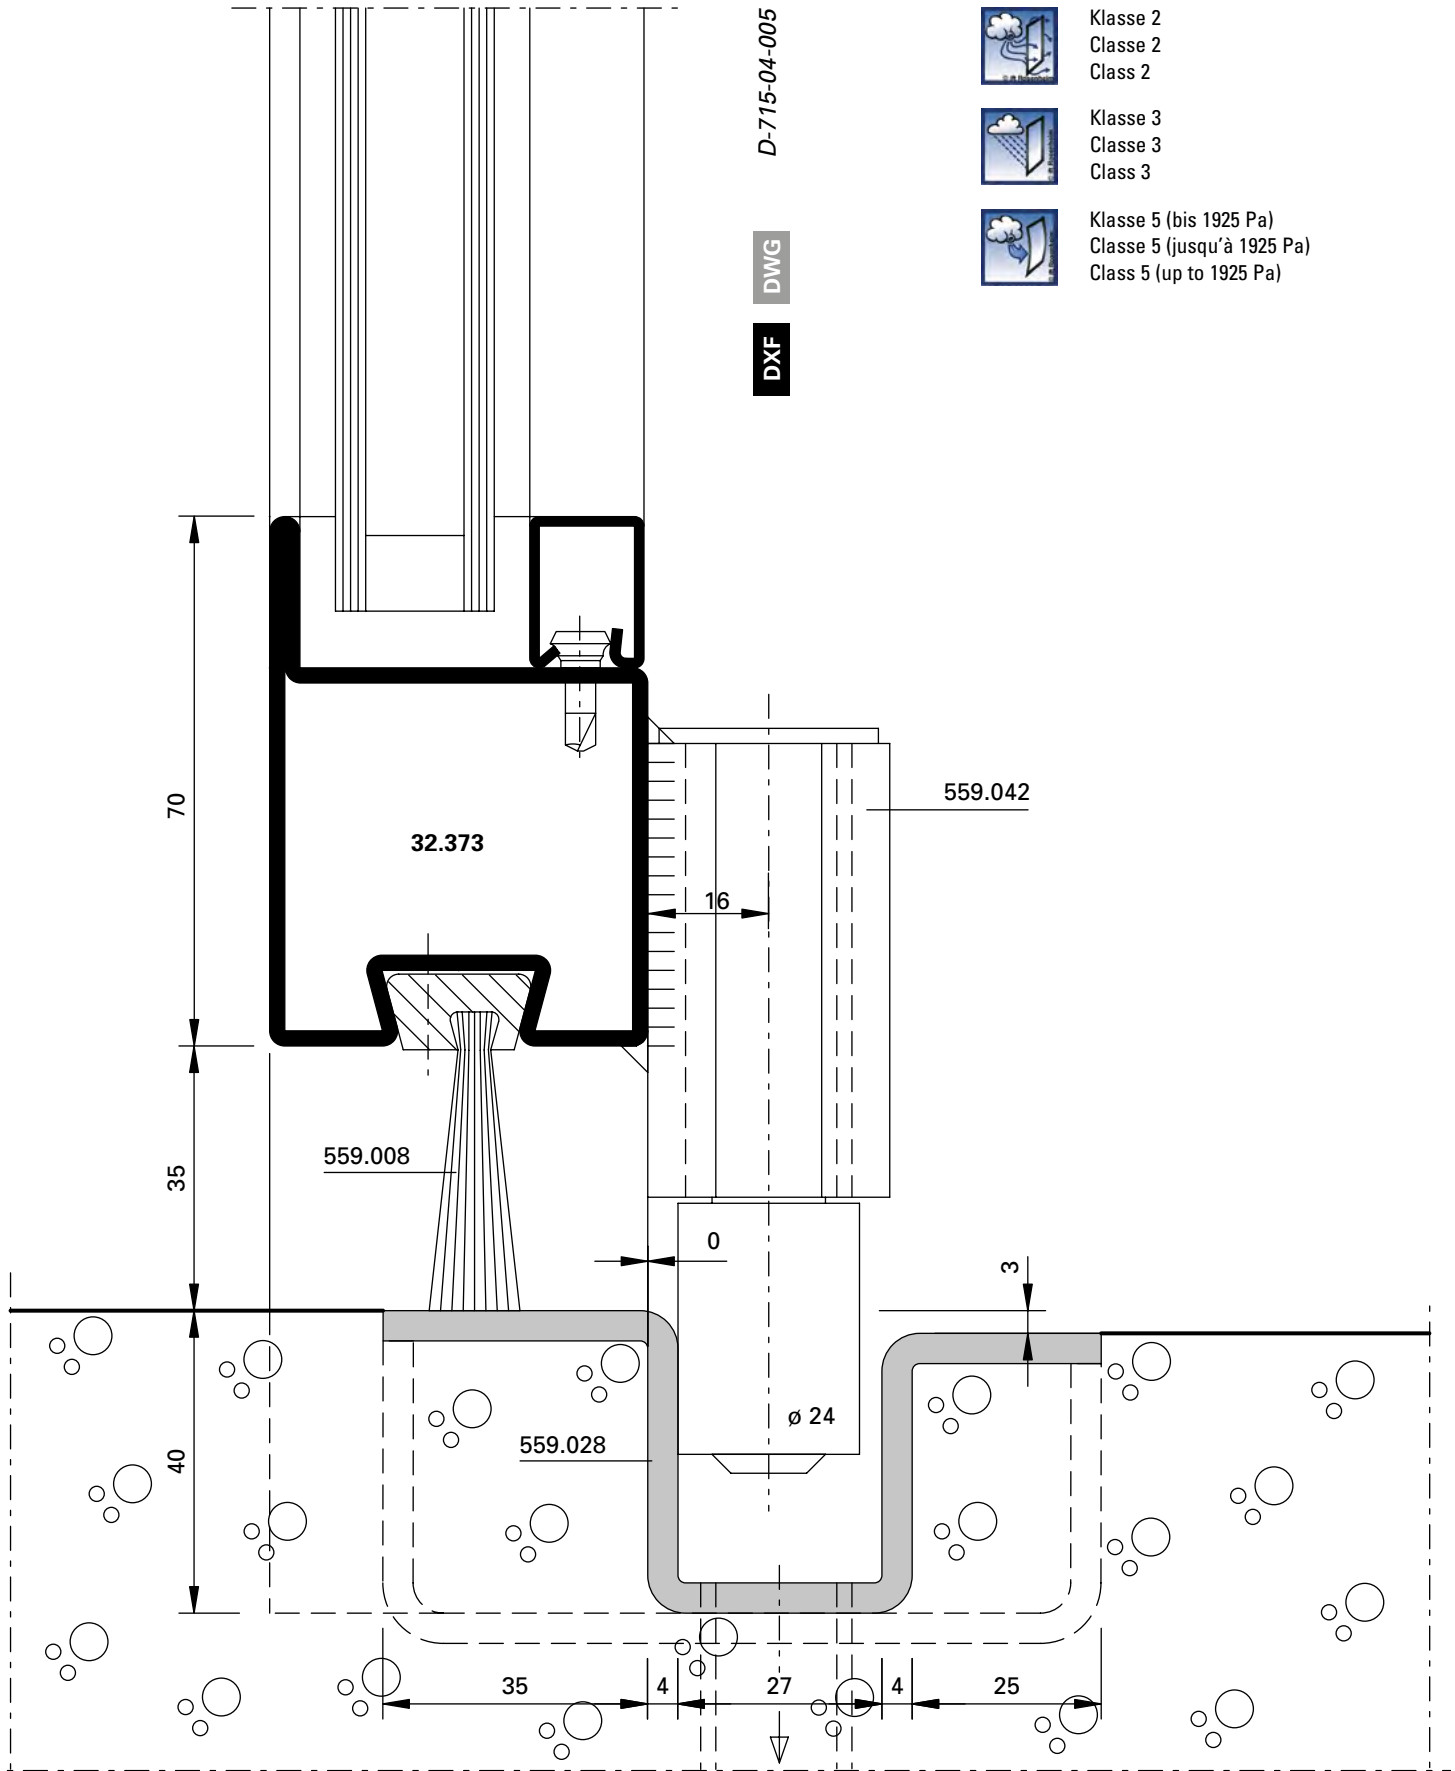 D-715-04-005
DWG
DXF
Klasse 2
Classe 2
Class 2
Klasse 3
Classe 3
Class 3
Klasse 5 (bis 1925 Pa)
Classe 5 (jusqu'à 1925 Pa)
Class 5 (up to 1925 Pa)
70
32.373
559.042
16
35
559.008
0
3
40
559.028
ø 24
35
4
27
4
25